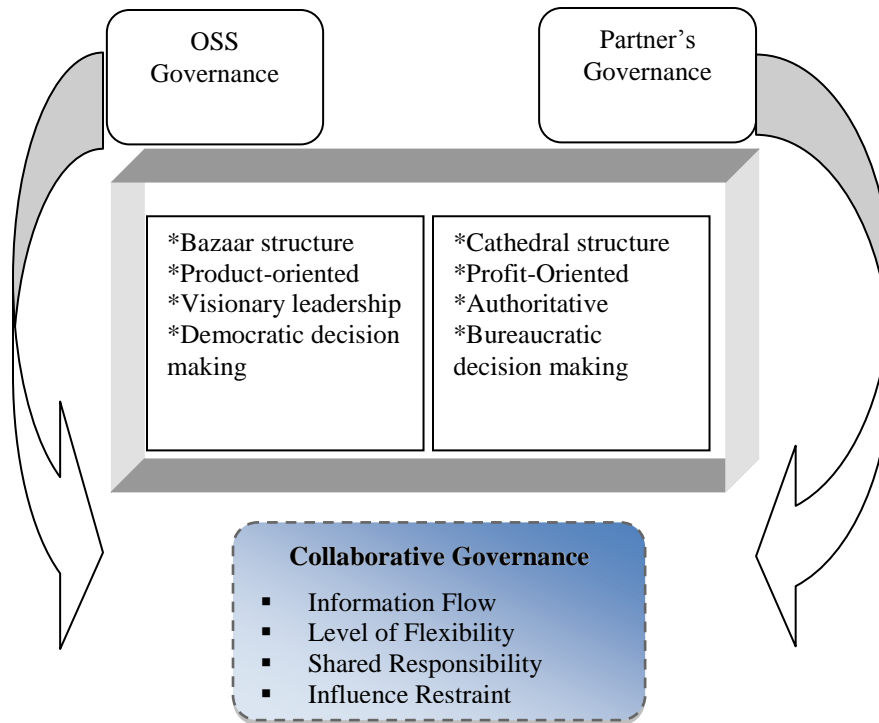 OSS
Governance
Partner’s
Governance
*Bazaar structure
*Product-oriented
*Visionary leadership
*Democratic decision
making
*Cathedral structure
*Profit-Oriented
*Authoritative
*Bureaucratic
decision making
Collaborative Governance
▪ Information Flow
▪ Level of Flexibility
▪ Shared Responsibility
▪ Influence Restraint